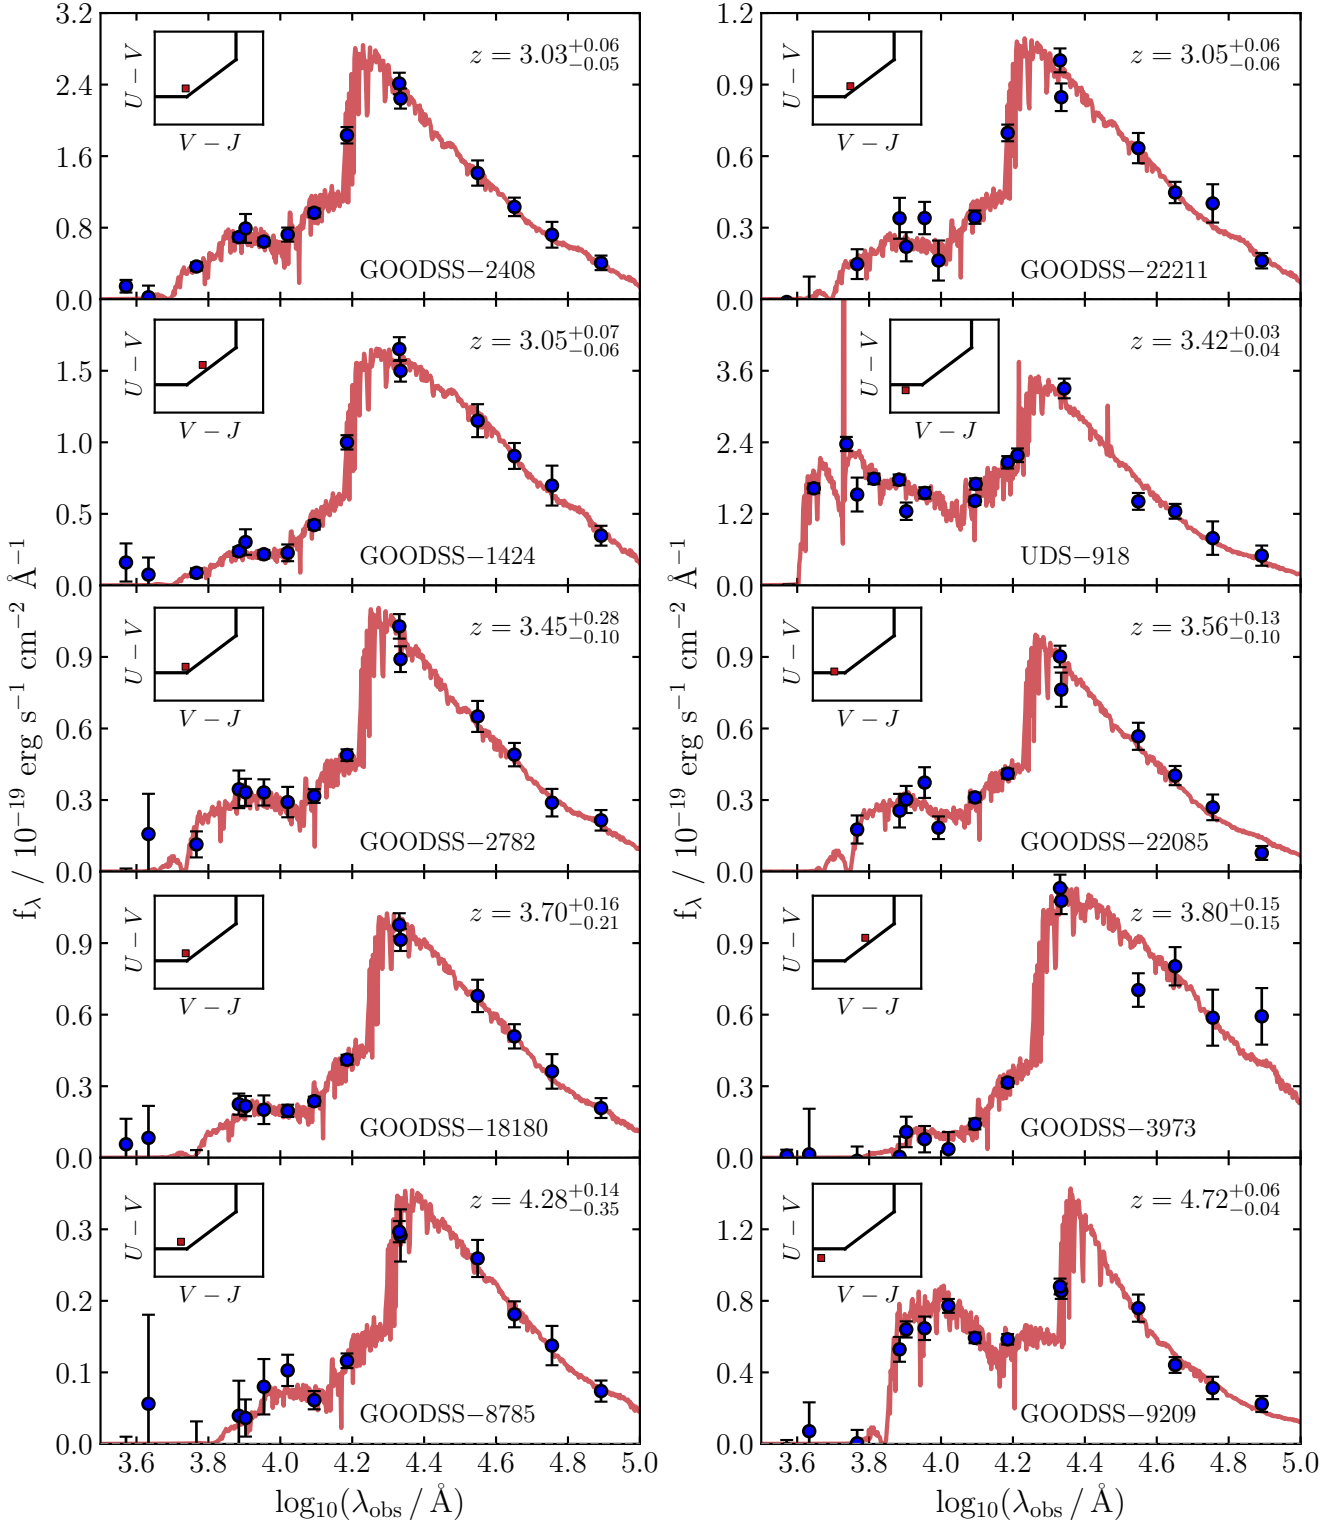 3.2
2.4
1.6
0.8
0.0
U − V
V − J
z = 3.03+0.06−0.05
GOODSS−2408
1.2
0.9
0.6
0.3
0.0
U − V
V − J
z = 3.05+0.06−0.06
GOODSS−22211
1.5
1.0
0.5
0.0
U − V
V − J
z = 3.05+0.07−0.06
GOODSS−1424
3.6
2.4
1.2
0.0
U − V
V − J
z = 3.42+0.03−0.04
UDS−918
0.9
0.6
0.3
0.0
U − V
V − J
z = 3.45+0.28−0.10
GOODSS−2782
0.9
0.6
0.3
0.0
U − V
V − J
z = 3.56+0.13−0.10
GOODSS−22085
0.9
0.6
0.3
0.0
U − V
V − J
z = 3.70+0.16−0.21
GOODSS−18180
0.9
0.6
0.3
0.0
U − V
V − J
z = 3.80+0.15−0.15
GOODSS−3973
0.3
0.2
0.1
0.0
U − V
V − J
z = 4.28+0.14−0.35
GOODSS−8785
1.2
0.8
0.4
0.0
U − V
V − J
z = 4.72+0.06−0.04
GOODSS−9209
fλ / 10−19 erg s−1 cm−2 Å−1
fλ / 10−19 erg s−1 cm−2 Å−1
3.6 3.8 4.0 4.2 4.4 4.6 4.8 5.0
3.6 3.8 4.0 4.2 4.4 4.6 4.8 5.0
log10(λobs / Å)
log10(λobs / Å)